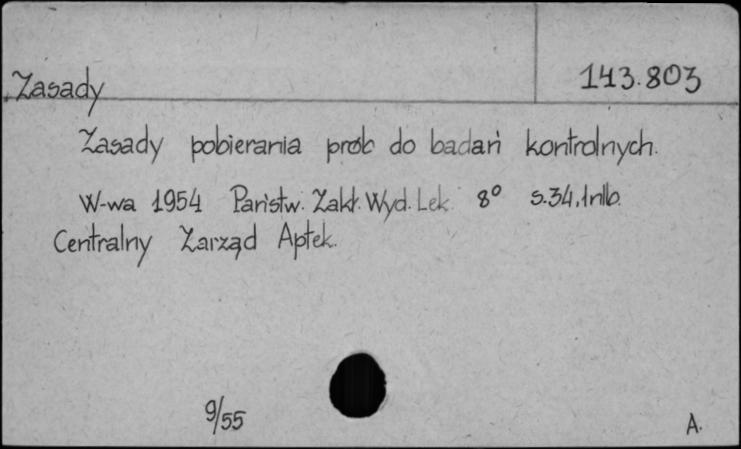 Zasady
143.803
Zasady pobierania prób do badań kontrolnych.
W-wa 1954 Państw. Zakł. Wyd. Lek. 8° s.34,1nlb.
Centralny Zarząd Aptek.
9/55
A.